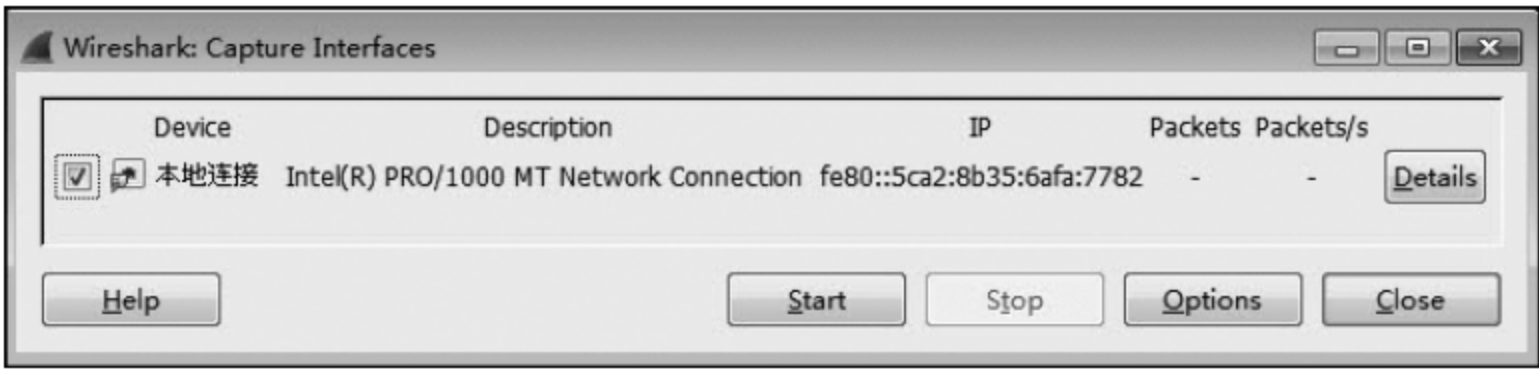 Wireshark: Capture Interfaces
Device Description IP Packets Packets/s
本地连接 Intel(R) PRO/1000 MT Network Connection fe80::5ca2:8b35:6afa:7782 - - Details
Help Start Stop Options Close